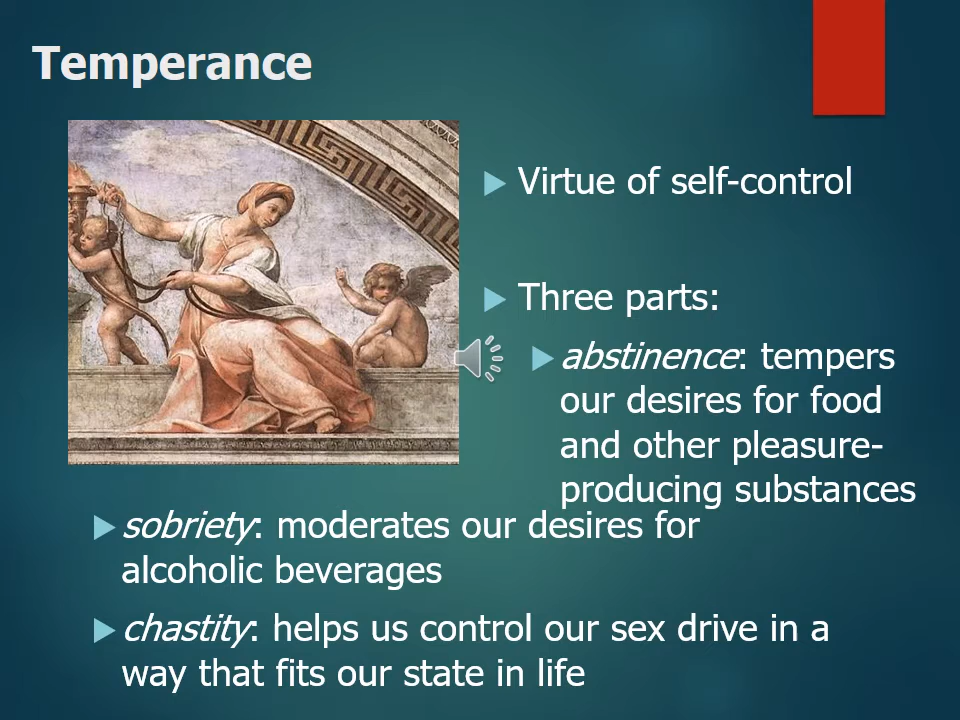 Temperance
Virtue of self-control
Three parts:
abstinence: tempers
our desires for food
and other pleasure-
producing substances
sobriety: moderates our desires for
alcoholic beverages
chastity: helps us control our sex drive in a
way that fits our state in life